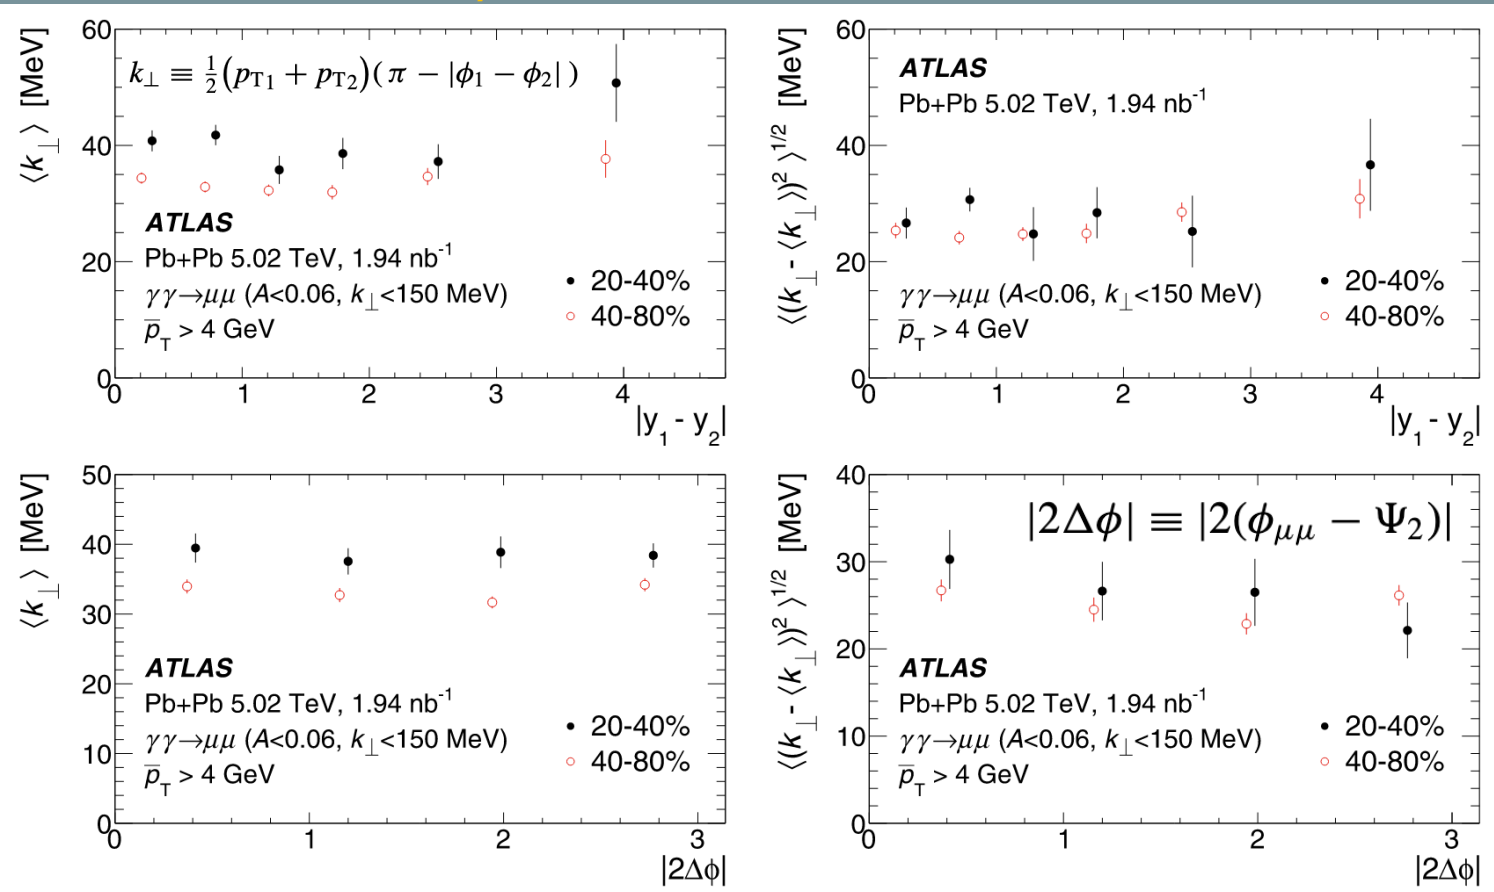 60
40
20
0
⟨k⊥⟩ [MeV]
k⊥ ≡ ½(pT1 + pT2)(π − |ϕ1 − ϕ2|)
ATLAS
Pb+Pb 5.02 TeV, 1.94 nb-1
γγ→μμ (A<0.06, k⊥<150 MeV)
p̅T > 4 GeV
20-40%
40-80%
0 1 2 3 4
|y1 - y2|
60
40
20
0
⟨(k⊥ - ⟨k⊥⟩)2⟩1/2 [MeV]
ATLAS
Pb+Pb 5.02 TeV, 1.94 nb-1
γγ→μμ (A<0.06, k⊥<150 MeV)
p̅T > 4 GeV
20-40%
40-80%
0 1 2 3 4
|y1 - y2|
50
40
30
20
10
0
⟨k⊥⟩ [MeV]
ATLAS
Pb+Pb 5.02 TeV, 1.94 nb-1
γγ→μμ (A<0.06, k⊥<150 MeV)
p̅T > 4 GeV
20-40%
40-80%
0 1 2 3
|2Δϕ|
40
30
20
10
0
⟨(k⊥ - ⟨k⊥⟩)2⟩1/2 [MeV]
|2Δϕ| ≡ |2(ϕμμ − Ψ2)|
ATLAS
Pb+Pb 5.02 TeV, 1.94 nb-1
γγ→μμ (A<0.06, k⊥<150 MeV)
p̅T > 4 GeV
20-40%
40-80%
0 1 2 3
|2Δϕ|